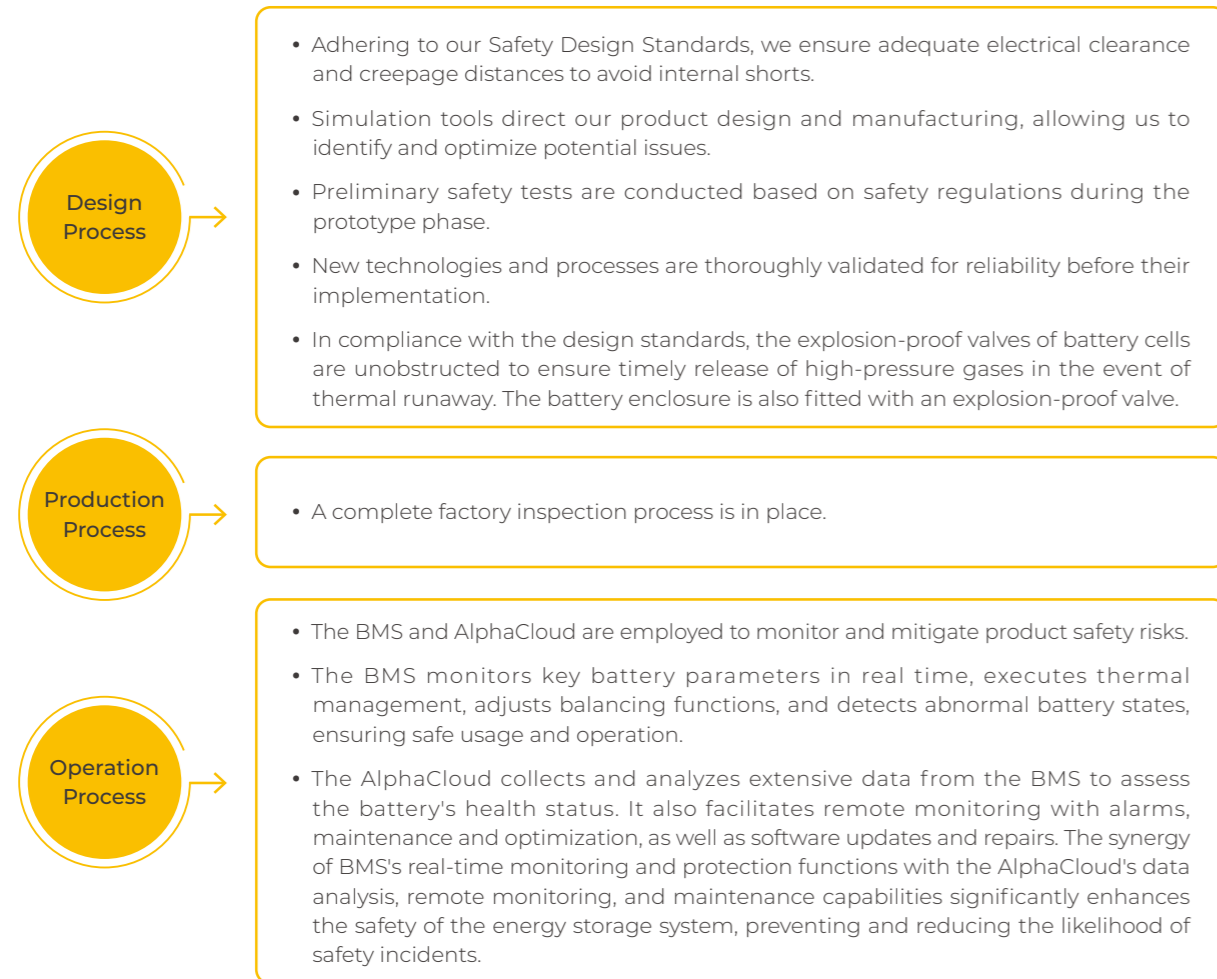 Design
Process
• Adhering to our Safety Design Standards, we ensure adequate electrical clearance
and creepage distances to avoid internal shorts.
• Simulation tools direct our product design and manufacturing, allowing us to
identify and optimize potential issues.
• Preliminary safety tests are conducted based on safety regulations during the
prototype phase.
• New technologies and processes are thoroughly validated for reliability before their
implementation.
• In compliance with the design standards, the explosion-proof valves of battery cells
are unobstructed to ensure timely release of high-pressure gases in the event of
thermal runaway. The battery enclosure is also fitted with an explosion-proof valve.
Production
Process
• A complete factory inspection process is in place.
Operation
Process
• The BMS and AlphaCloud are employed to monitor and mitigate product safety risks.
• The BMS monitors key battery parameters in real time, executes thermal
management, adjusts balancing functions, and detects abnormal battery states,
ensuring safe usage and operation.
• The AlphaCloud collects and analyzes extensive data from the BMS to assess
the battery's health status. It also facilitates remote monitoring with alarms,
maintenance and optimization, as well as software updates and repairs. The synergy
of BMS's real-time monitoring and protection functions with the AlphaCloud's data
analysis, remote monitoring, and maintenance capabilities significantly enhances
the safety of the energy storage system, preventing and reducing the likelihood of
safety incidents.